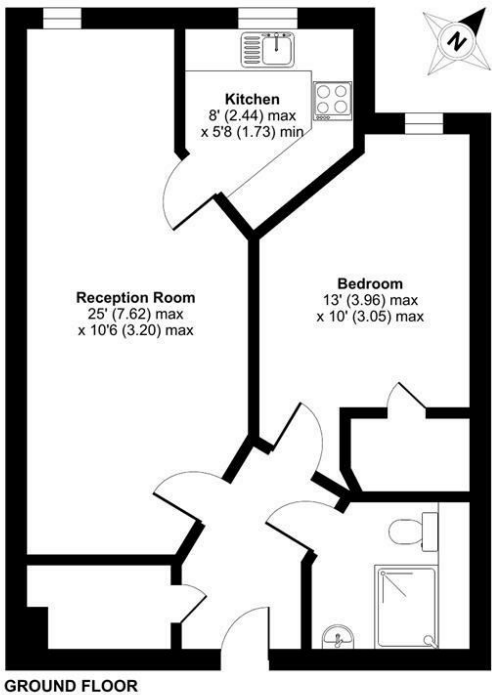 N
Kitchen
8' (2.44) max
x 5'8 (1.73) min
Bedroom
13' (3.96) max
x 10' (3.05) max
Reception Room
25' (7.62) max
x 10'6 (3.20) max
GROUND FLOOR